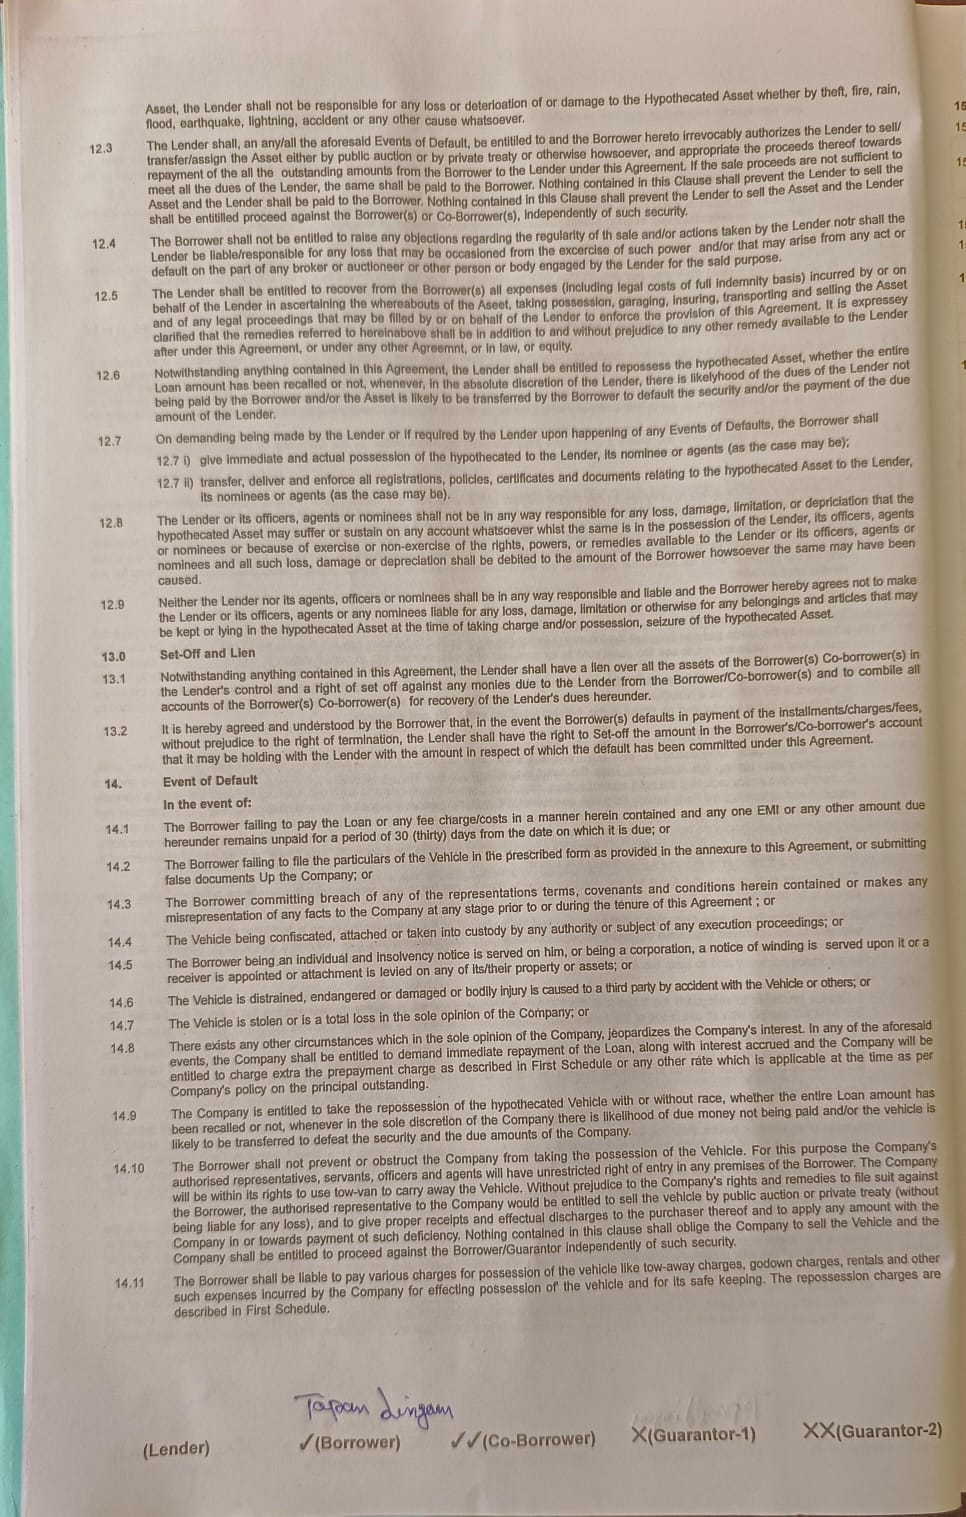 Asset, the Lender shall not be responsible for any loss or deterioation of or damage to the Hypothecated Asset whether by theft, fire, rain,
flood, earthquake, lightning, accident or any other cause whatsoever.
12.3 The Lender shall, an any/all the aforesaid Events of Default, be entitiled to and the Borrower hereto irrevocably authorizes the Lender to sell/
transfer/assign the Asset either by public auction or by private treaty or otherwise howsoever, and appropriate the proceeds thereof towards
repayment of the all the outstanding amounts from the Borrower to the Lender under this Agreement. If the sale proceeds are not sufficient to
meet all the dues of the Lender, the same shall be paid to the Borrower. Nothing contained in this Clause shall prevent the Lender to sell the
Asset and the Lender shall be paid to the Borrower. Nothing contained in this Clause shall prevent the Lender to sell the Asset and the Lender
shall be entitilled proceed against the Borrower(s) or Co-Borrower(s), Independently of such security.
12.4 The Borrower shall not be entitled to raise any objections regarding the regularity of th sale and/or actions taken by the Lender notr shall the
Lender be liable/responsible for any loss that may be occasioned from the excercise of such power and/or that may arise from any act or
default on the part of any broker or auctioneer or other person or body engaged by the Lender for the said purpose.
12.5 The Lender shall be entitled to recover from the Borrower(s) all expenses (including legal costs of full indemnity basis) incurred by or on
behalf of the Lender in ascertaining the whereabouts of the Aseet, taking possession, garaging, insuring, transporting and selling the Asset
and of any legal proceedings that may be filled by or on behalf of the Lender to enforce the provision of this Agreement. It is expressey
clarified that the remedies referred to hereinabove shall be in addition to and without prejudice to any other remedy available to the Lender
after under this Agreement, or under any other Agreemnt, or in law, or equity.
12.6 Notwithstanding anything contained in this Agreement, the Lender shall be entitled to repossess the hypothecated Asset, whether the entire
Loan amount has been recalled or not, whenever, in the absolute discretion of the Lender, there is likelyhood of the dues of the Lender not
being paid by the Borrower and/or the Asset is likely to be transferred by the Borrower to default the security and/or the payment of the due
amount of the Lender.
12.7 On demanding being made by the Lender or if required by the Lender upon happening of any Events of Defaults, the Borrower shall
12.7 i) give immediate and actual possession of the hypothecated to the Lender, its nominee or agents (as the case may be);
12.7 ii) transfer, deliver and enforce all registrations, policies, certificates and documents relating to the hypothecated Asset to the Lender,
its nominees or agents (as the case may be).
12.8 The Lender or its officers, agents or nominees shall not be in any way responsible for any loss, damage, limitation, or depriciation that the
hypothecated Asset may suffer or sustain on any account whatsoever whist the same is in the possession of the Lender, its officers, agents
or nominees or because of exercise or non-exercise of the rights, powers, or remedies available to the Lender or its officers, agents or
nominees and all such loss, damage or depreciation shall be debited to the amount of the Borrower howsoever the same may have been
caused.
12.9 Neither the Lender nor its agents, officers or nominees shall be in any way responsible and liable and the Borrower hereby agrees not to make
the Lender or its officers, agents or any nominees liable for any loss, damage, limitation or otherwise for any belongings and articles that may
be kept or lying in the hypothecated Asset at the time of taking charge and/or possession, seizure of the hypothecated Asset.
13.0 Set-Off and Lien
13.1 Notwithstanding anything contained in this Agreement, the Lender shall have a lien over all the assets of the Borrower(s) Co-borrower(s) in
the Lender's control and a right of set off against any monies due to the Lender from the Borrower/Co-borrower(s) and to combile all
accounts of the Borrower(s) Co-borrower(s) for recovery of the Lender's dues hereunder.
13.2 It is hereby agreed and understood by the Borrower that, in the event the Borrower(s) defaults in payment of the installments/charges/fees,
without prejudice to the right of termination, the Lender shall have the right to Set-off the amount in the Borrower's/Co-borrower's account
that it may be holding with the Lender with the amount in respect of which the default has been committed under this Agreement.
14. Event of Default
In the event of:
14.1 The Borrower failing to pay the Loan or any fee charge/costs in a manner herein contained and any one EMI or any other amount due
hereunder remains unpaid for a period of 30 (thirty) days from the date on which it is due; or
14.2 The Borrower failing to file the particulars of the Vehicle in the prescribed form as provided in the annexure to this Agreement, or submitting
false documents Up the Company; or
14.3 The Borrower committing breach of any of the representations terms, covenants and conditions herein contained or makes any
misrepresentation of any facts to the Company at any stage prior to or during the tenure of this Agreement ; or
14.4 The Vehicle being confiscated, attached or taken into custody by any authority or subject of any execution proceedings; or
14.5 The Borrower being an individual and insolvency notice is served on him, or being a corporation, a notice of winding is served upon it or a
receiver is appointed or attachment is levied on any of its/their property or assets; or
14.6 The Vehicle is distrained, endangered or damaged or bodily injury is caused to a third party by accident with the Vehicle or others; or
14.7 The Vehicle is stolen or is a total loss in the sole opinion of the Company; or
14.8 There exists any other circumstances which in the sole opinion of the Company, jeopardizes the Company's interest. In any of the aforesaid
events, the Company shall be entitled to demand immediate repayment of the Loan, along with interest accrued and the Company will be
entitled to charge extra the prepayment charge as described in First Schedule or any other rate which is applicable at the time as per
Company's policy on the principal outstanding.
14.9 The Company is entitled to take the repossession of the hypothecated Vehicle with or without race, whether the entire Loan amount has
been recalled or not, whenever in the sole discretion of the Company there is likelihood of due money not being paid and/or the vehicle is
likely to be transferred to defeat the security and the due amounts of the Company.
14.10 The Borrower shall not prevent or obstruct the Company from taking the possession of the Vehicle. For this purpose the Company's
authorised representatives, servants, officers and agents will have unrestricted right of entry in any premises of the Borrower. The Company
will be within its rights to use tow-van to carry away the Vehicle. Without prejudice to the Company's rights and remedies to file suit against
the Borrower, the authorised representative to the Company would be entitled to sell the vehicle by public auction or private treaty (without
being liable for any loss), and to give proper receipts and effectual discharges to the purchaser thereof and to apply any amount with the
Company in or towards payment ot such deficiency. Nothing contained in this clause shall oblige the Company to sell the Vehicle and the
Company shall be entitled to proceed against the Borrower/Guarantor independently of such security.
14.11 The Borrower shall be liable to pay various charges for possession of the vehicle like tow-away charges, godown charges, rentals and other
such expenses incurred by the Company for effecting possession of the vehicle and for its safe keeping. The repossession charges are
described in First Schedule.
Tapan Lingam
(Lender) ✓(Borrower) ✓✓(Co-Borrower) X(Guarantor-1) XX(Guarantor-2)